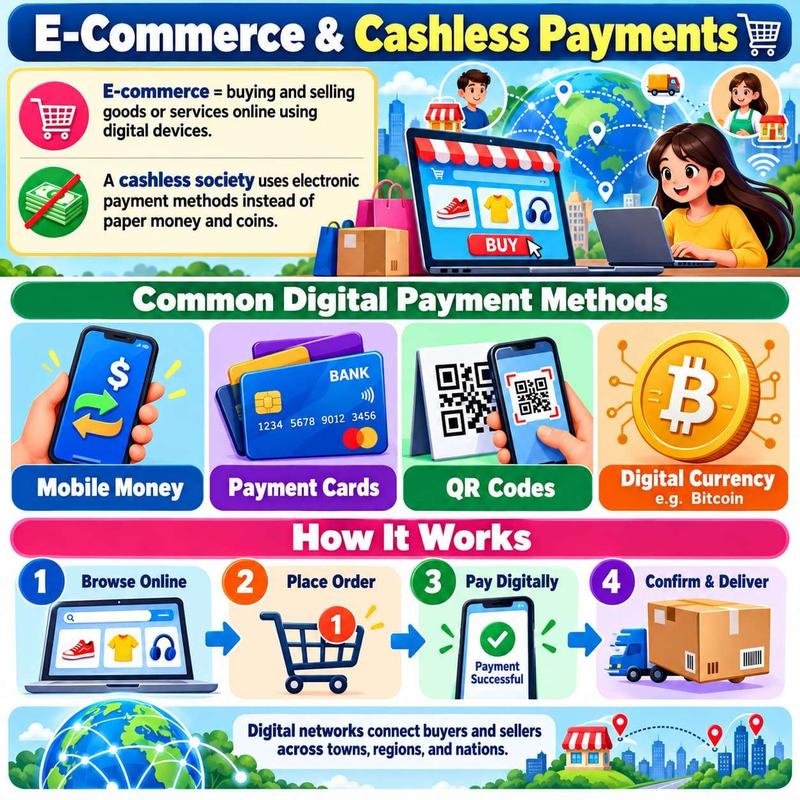 E-Commerce & Cashless Payments
E-commerce = buying and selling
goods or services online using
digital devices.
A cashless society uses electronic
payment methods instead of
paper money and coins.
BUY
Common Digital Payment Methods
$
BANK
1234 5678 9012 3456
₿
Mobile Money
Payment Cards
QR Codes
Digital Currency
e.g. Bitcoin
How It Works
1 Browse Online
2 Place Order
3 Pay Digitally
4 Confirm & Deliver
1
Payment
Successful
Digital networks connect buyers and sellers
across towns, regions, and nations.